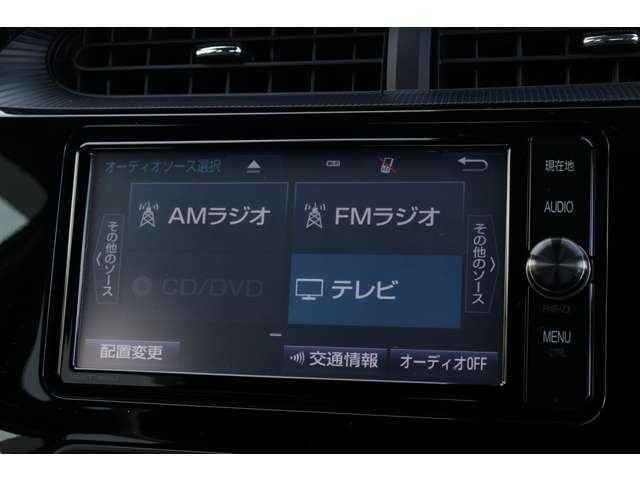 オーディオソース選択
現在地
AMラジオ
FMラジオ
AUDIO
その他のソース
その他のソース
CD/DVD
テレビ
PWR·VOL
MENU
CTRL
配置変更
交通情報
オーディオOFF